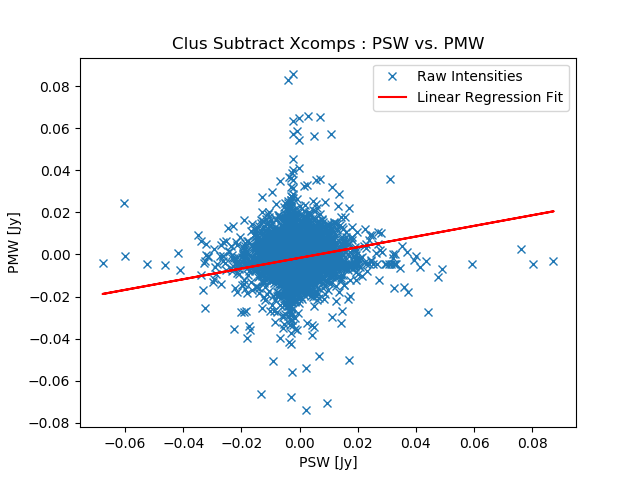 Clus Subtract Xcomps : PSW vs. PMW
Raw Intensities
Linear Regression Fit
PMW [Jy]
0.08
0.06
0.04
0.02
0.00
−0.02
−0.04
−0.06
−0.08
−0.06 −0.04 −0.02 0.00 0.02 0.04 0.06 0.08
PSW [Jy]